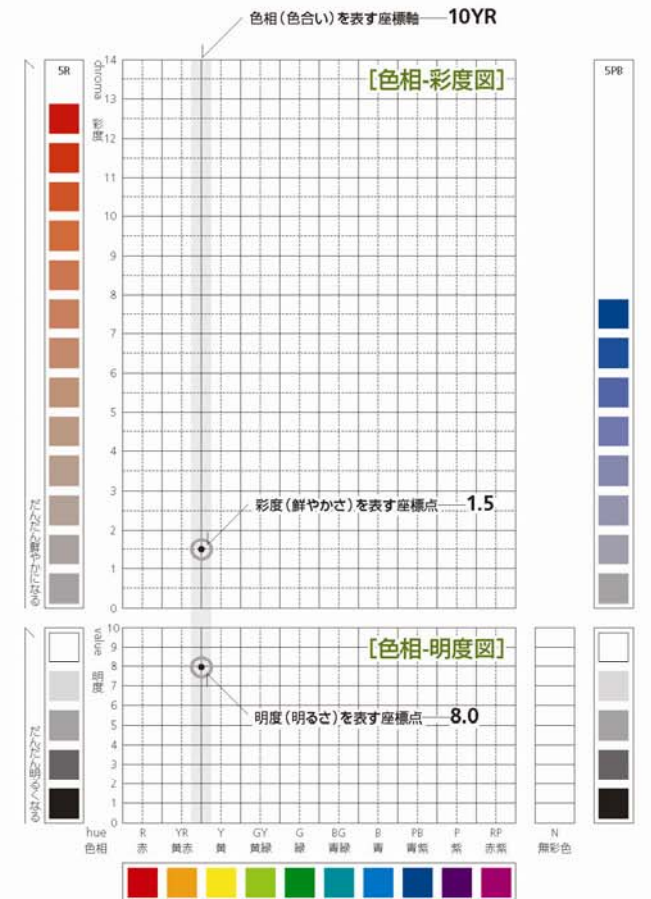 色相（色合い）を表す座標軸 10YR
5R
chroma 彩度
[色相-彩度図]
5PB
14
13
12
11
10
9
8
7
6
5
4
3
2
1
0
彩度（鮮やかさ）を表す座標点 1.5
だんだん鮮やかになる
value 明度
[色相-明度図]
10
9
8
7
6
5
4
3
2
1
0
明度（明るさ）を表す座標点 8.0
だんだん明るくなる
hue R YR Y GY G BG B PB P RP N
色相 赤 黄赤 黄 黄緑 緑 青緑 青 青紫 紫 赤紫 無彩色